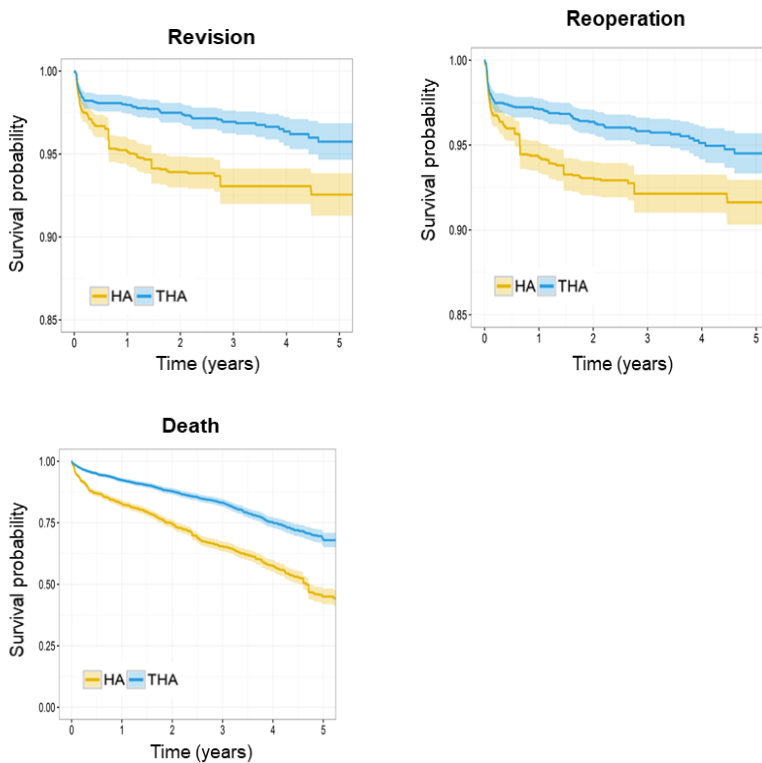 Revision
Survival probability
1.00
0.95
0.90
0.85
HA THA
0 1 2 3 4 5
Time (years)
Reoperation
Survival probability
1.00
0.95
0.90
0.85
HA THA
0 1 2 3 4 5
Time (years)
Death
Survival probability
1.00
0.75
0.50
0.25
0.00
HA THA
0 1 2 3 4 5
Time (years)